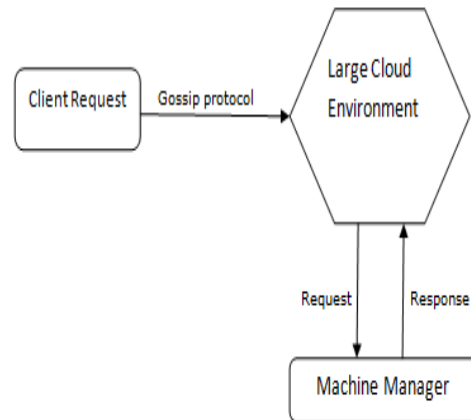 Large Cloud
Environment
Client Request
Gossip protocol
Request
Response
Machine Manager